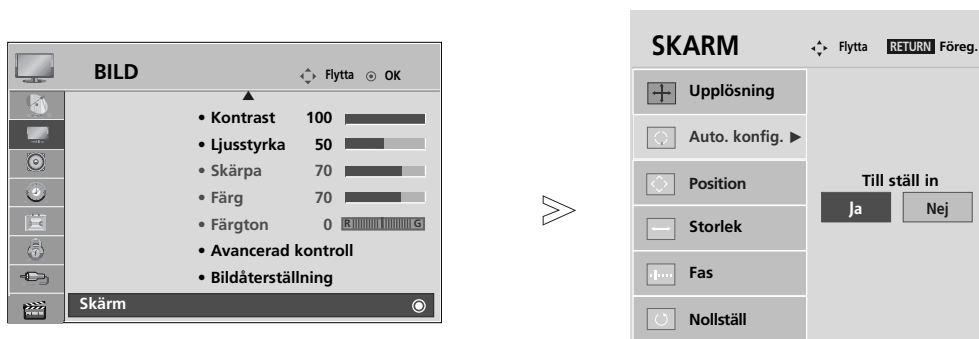 BILD
Flytta OK
• Kontrast 100
• Ljusstyrka 50
• Skärpa 70
• Färg 70
• Färgton 0 R G
• Avancerad kontroll
• Bildåterställning
Skärm
SKARM
Flytta RETURN Föreg.
Upplösning
Auto. konfig. ►
Position
Storlek
Fas
Nollställ
Till ställ in
Ja Nej